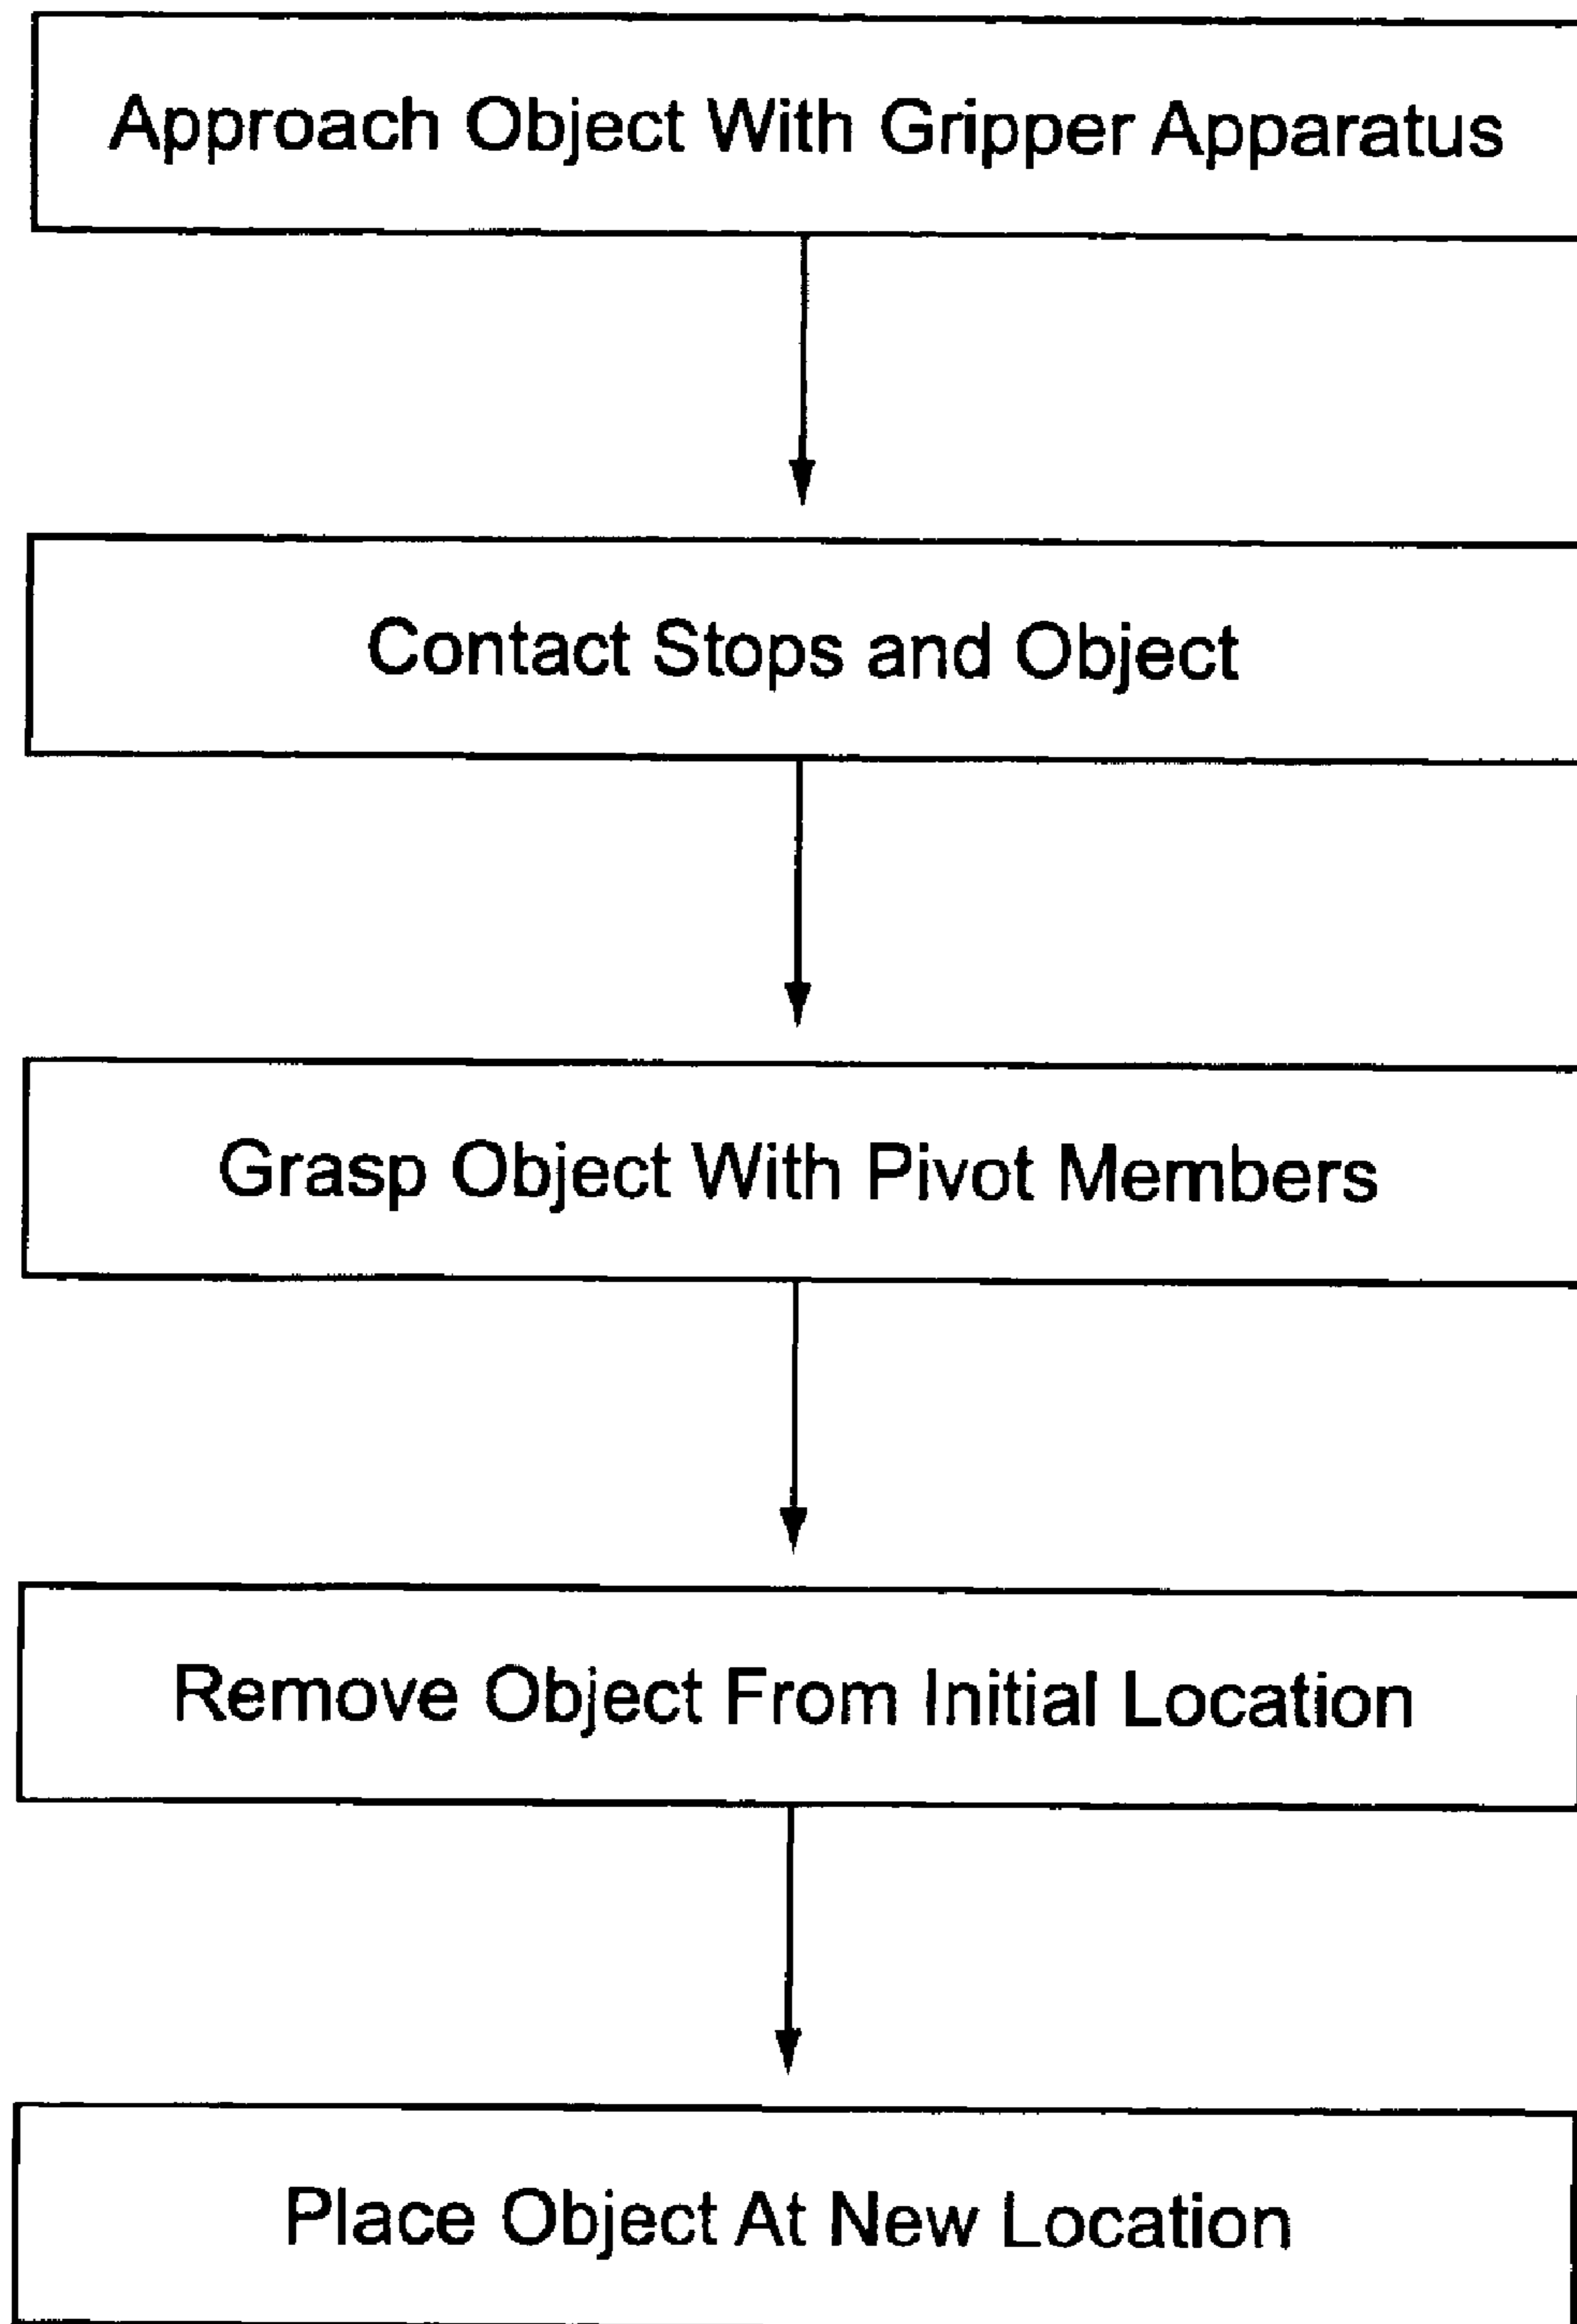 Approach Object With Gripper Apparatus
Contact Stops and Object
Grasp Object With Pivot Members
Remove Object From Initial Location
Place Object At New Location